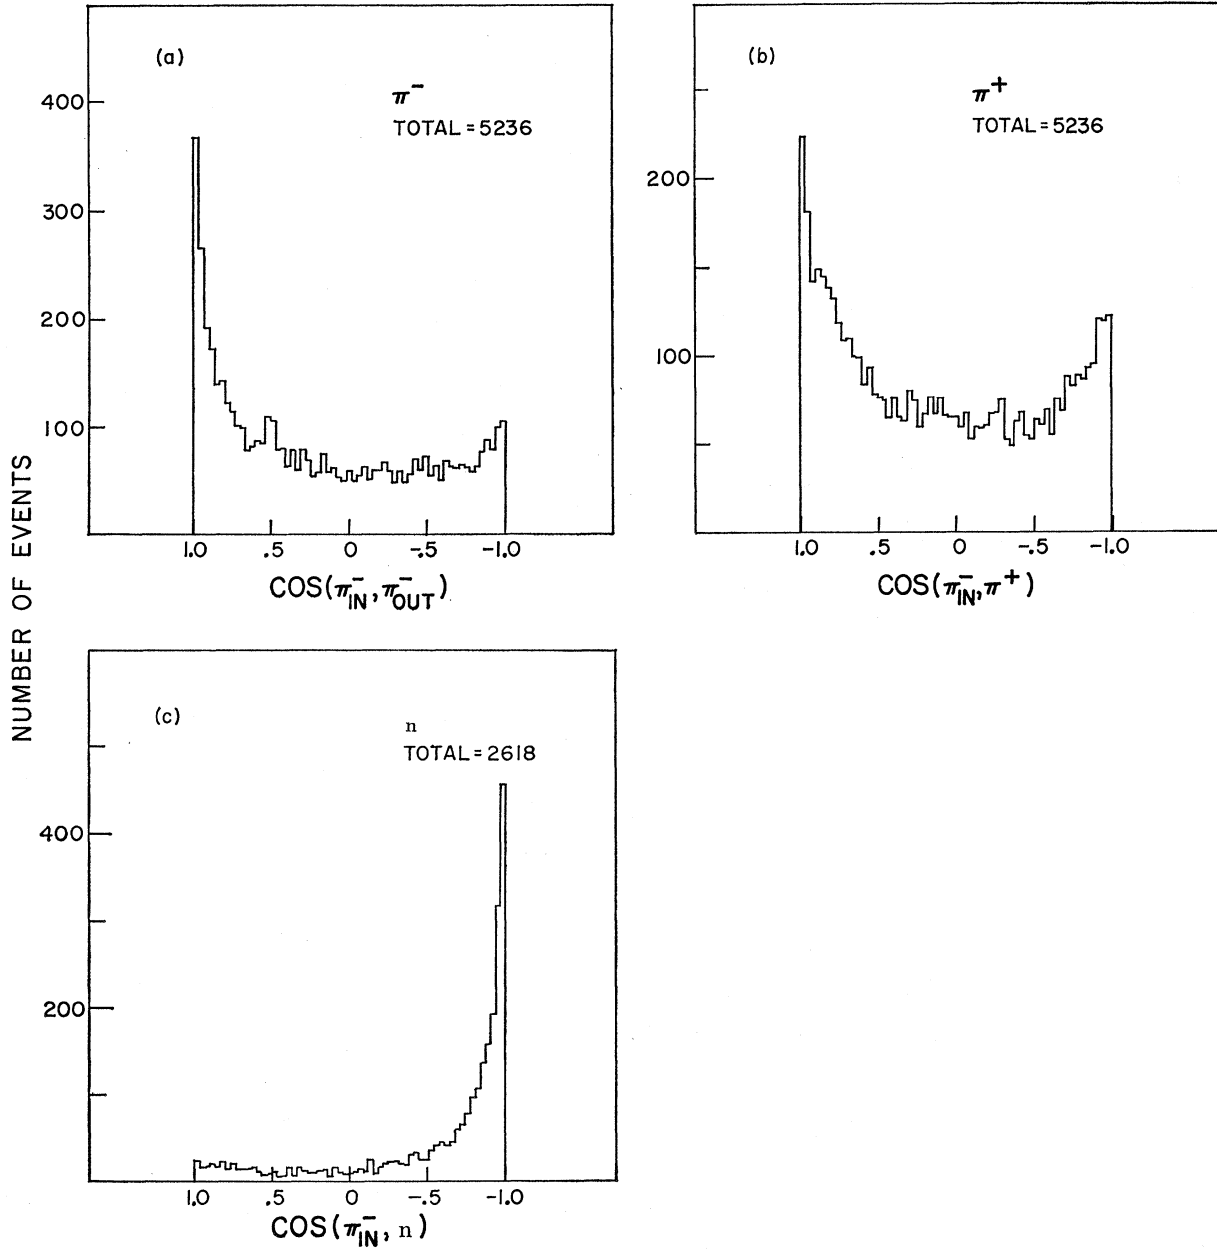 (a)
π⁻
TOTAL = 5236
400
300
200
100
1.0 .5 0 -.5 -1.0
COS(π⁻IN, π⁻OUT)
(b)
π⁺
TOTAL = 5236
200
100
1.0 .5 0 -.5 -1.0
COS(π⁻IN, π⁺)
NUMBER OF EVENTS
(c)
n
TOTAL = 2618
400
200
1.0 .5 0 -.5 -1.0
COS(π⁻IN, n)